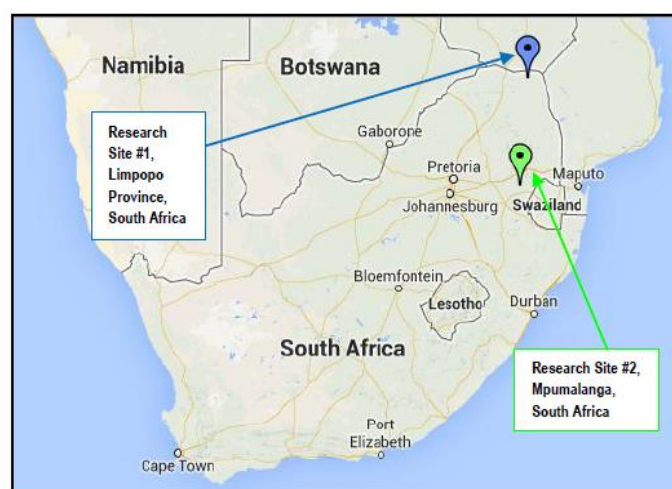 Namibia
Botswana
Research
Site #1,
Limpopo
Province,
South Africa
Gaborone
Pretoria
Johannesburg
Maputo
Swaziland
Bloemfontein
Lesotho
Durban
South Africa
Research Site #2,
Mpumalanga,
South Africa
Port
Elizabeth
Cape Town